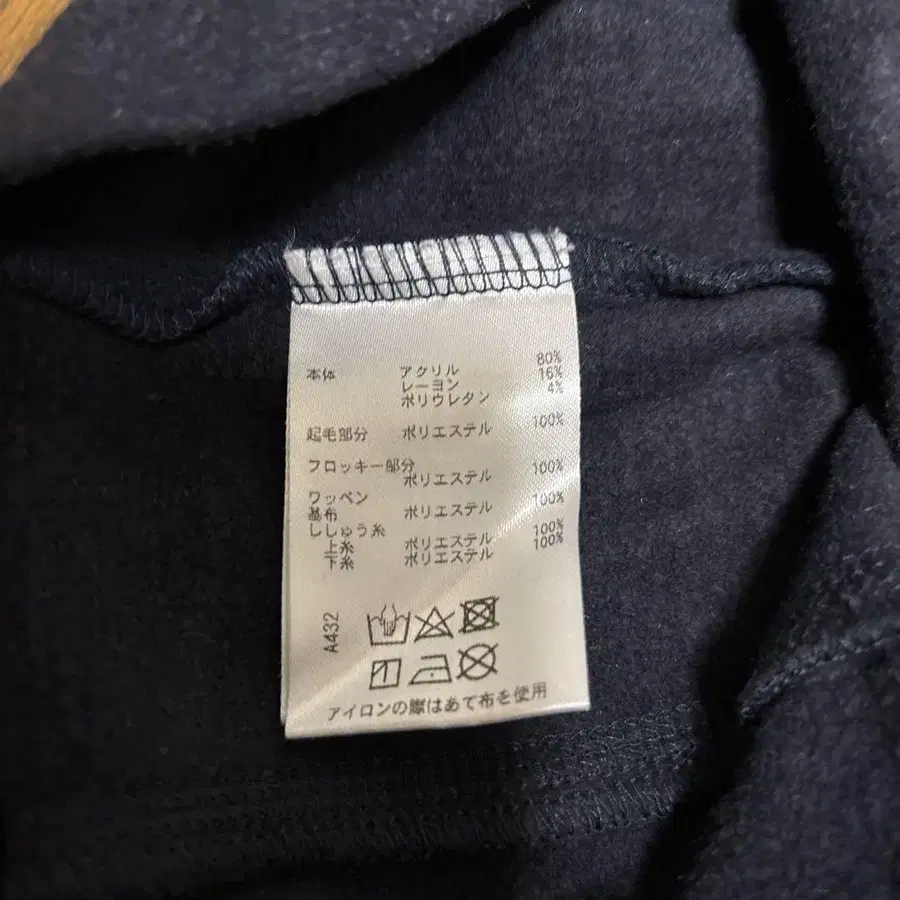 本体 アクリル 80%
レーヨン 16%
ポリウレタン 4%
起毛部分 ポリエステル 100%
フロッキー部分
ポリエステル 100%
ワッペン
基布 ポリエステル 100%
ししゅう糸
上糸 ポリエステル 100%
下糸 ポリエステル 100%
A432
アイロンの際はあて布を使用